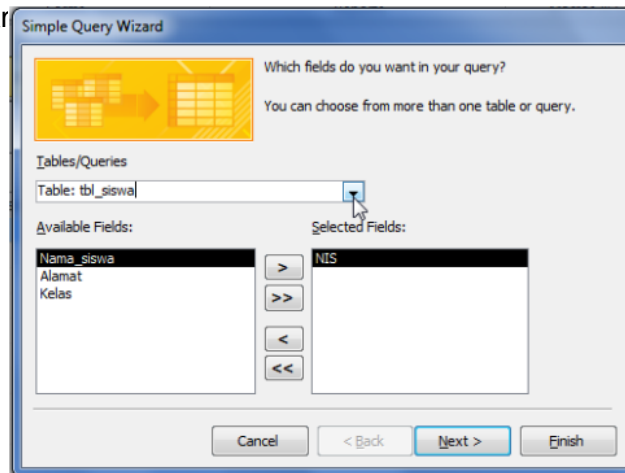 r
Simple Query Wizard
Which fields do you want in your query?
You can choose from more than one table or query.
Tables/Queries
Table: tbl_siswa
Available Fields:
Selected Fields:
Nama_siswa
Alamat
Kelas
NIS
>
>>
<
<<
Cancel
< Back
Next >
Finish